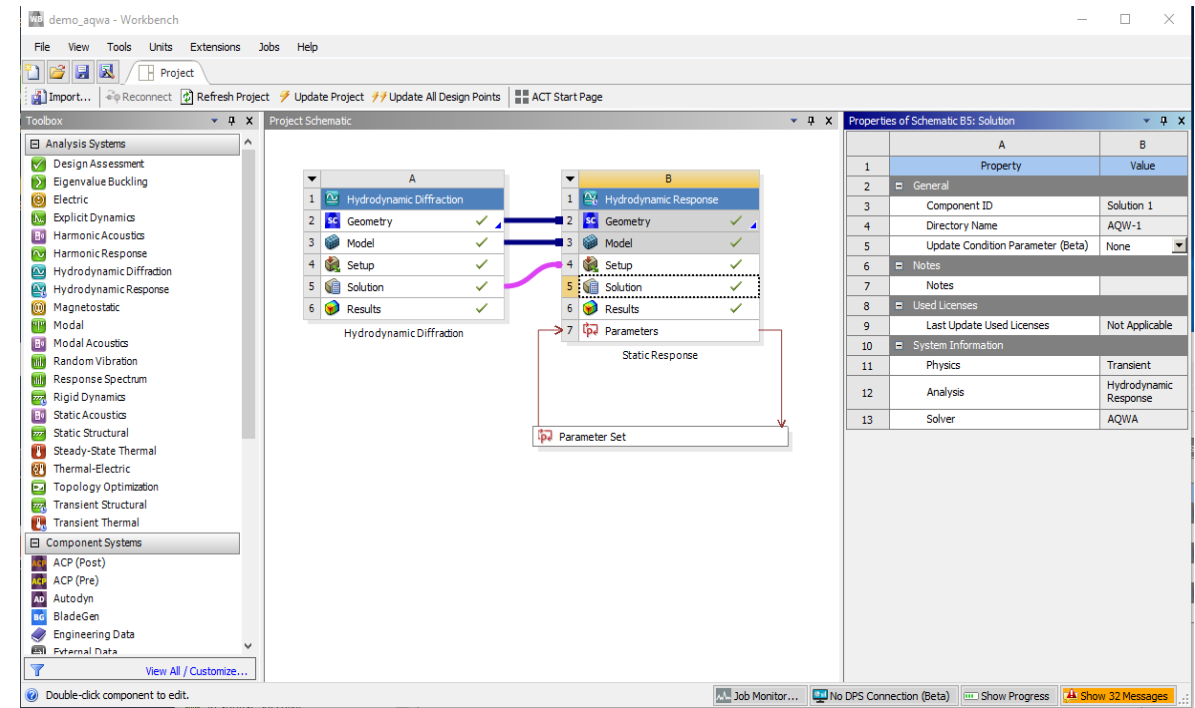 WB demo_aqwa - Workbench
File View Tools Units Extensions Jobs Help
Project
Import... Reconnect Refresh Project Update Project Update All Design Points ACT Start Page
Toolbox
Analysis Systems
Design Assessment
Eigenvalue Buckling
Electric
Explicit Dynamics
Harmonic Acoustics
Harmonic Response
Hydrodynamic Diffraction
Hydrodynamic Response
Magnetostatic
Modal
Modal Acoustics
Random Vibration
Response Spectrum
Rigid Dynamics
Static Acoustics
Static Structural
Steady-State Thermal
Thermal-Electric
Topology Optimization
Transient Structural
Transient Thermal
Component Systems
ACP ACP (Post)
ACP ACP (Pre)
AD Autodyn
BG BladeGen
Engineering Data
External Data
View All / Customize...
Project Schematic
A
1 Hydrodynamic Diffraction
2 SC Geometry
3 Model
4 Setup
5 Solution
6 Results
Hydrodynamic Diffraction
B
1 Hydrodynamic Response
2 SC Geometry
3 Model
4 Setup
5 Solution
6 Results
7 Parameters
Static Response
Parameter Set
Properties of Schematic B5: Solution
A B
1 Property Value
2 General
3 Component ID Solution 1
4 Directory Name AQW-1
5 Update Condition Parameter (Beta) None
6 Notes
7 Notes
8 Used Licenses
9 Last Update Used Licenses Not Applicable
10 System Information
11 Physics Transient
12 Analysis Hydrodynamic
Response
13 Solver AQWA
Double-click component to edit.
Job Monitor... No DPS Connection (Beta) Show Progress Show 32 Messages